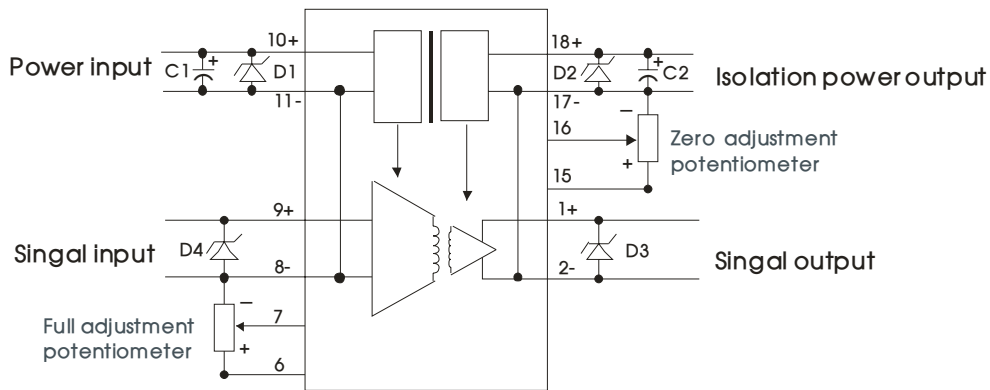 10+
18+
Power input
C1
+
D1
D2
+
C2
Isolation power output
11-
17-
16
−
Zero adjustment
potentiometer
+
15
9+
1+
Singal input
D4
D3
Singal output
8-
2-
−
7
Full adjustment
potentiometer
+
6